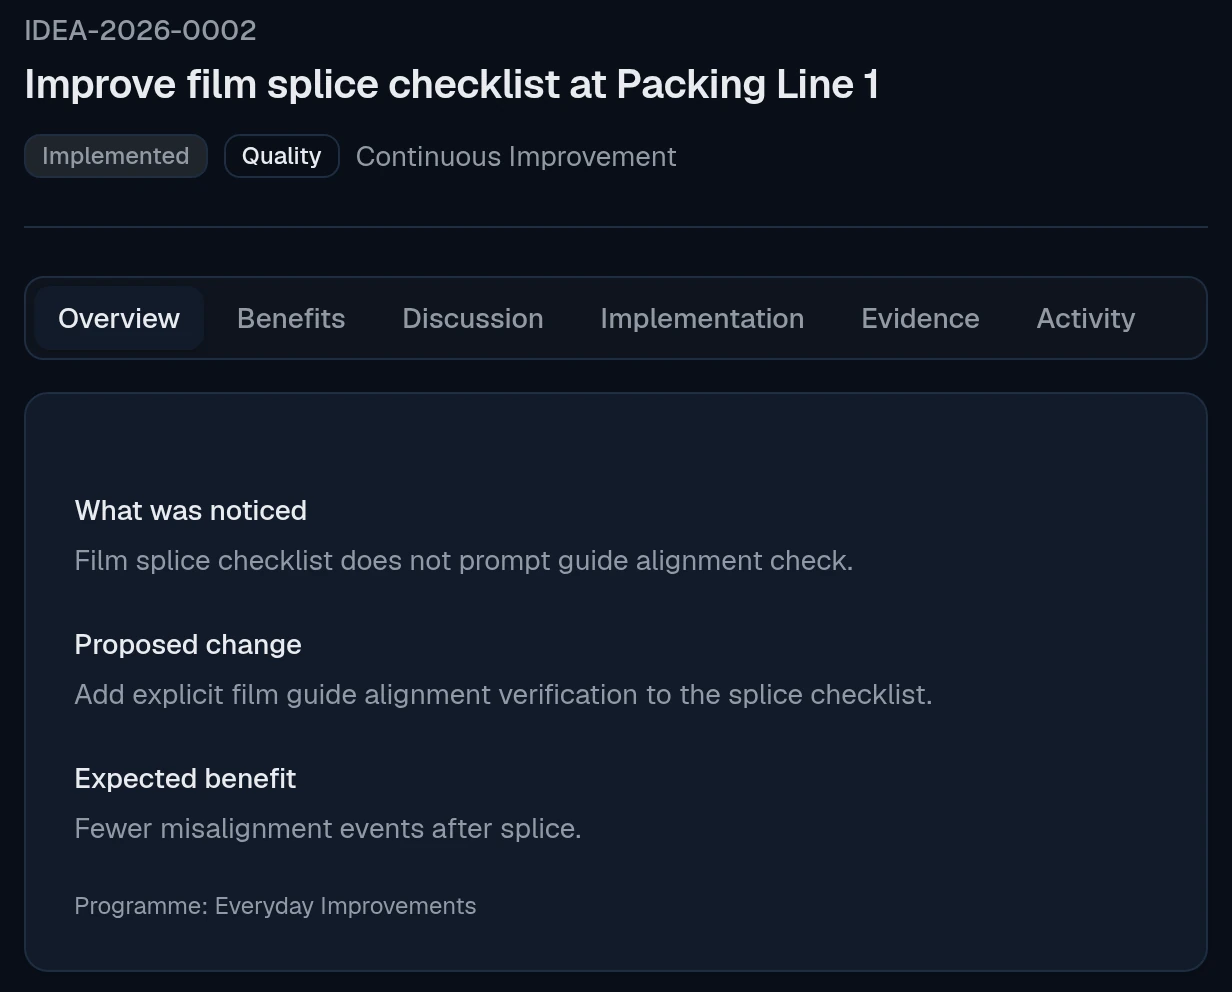 IDEA-2026-0002
Improve film splice checklist at Packing Line 1
Implemented Quality Continuous Improvement
Overview Benefits Discussion Implementation Evidence Activity
What was noticed
Film splice checklist does not prompt guide alignment check.
Proposed change
Add explicit film guide alignment verification to the splice checklist.
Expected benefit
Fewer misalignment events after splice.
Programme: Everyday Improvements